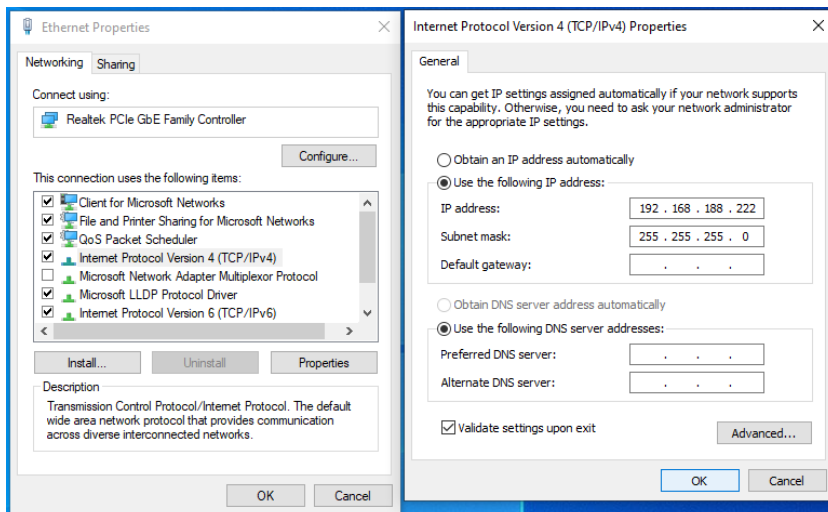 Ethernet Properties
Networking
Sharing
Connect using:
Realtek PCIe GbE Family Controller
Configure...
This connection uses the following items:
Client for Microsoft Networks
File and Printer Sharing for Microsoft Networks
QoS Packet Scheduler
Internet Protocol Version 4 (TCP/IPv4)
Microsoft Network Adapter Multiplexor Protocol
Microsoft LLDP Protocol Driver
Internet Protocol Version 6 (TCP/IPv6)
Install...
Uninstall
Properties
Description
Transmission Control Protocol/Internet Protocol. The default
wide area network protocol that provides communication
across diverse interconnected networks.
OK
Cancel
Internet Protocol Version 4 (TCP/IPv4) Properties
General
You can get IP settings assigned automatically if your network supports
this capability. Otherwise, you need to ask your network administrator
for the appropriate IP settings.
Obtain an IP address automatically
Use the following IP address:
IP address: 192 . 168 . 188 . 222
Subnet mask: 255 . 255 . 255 . 0
Default gateway: . . .
Obtain DNS server address automatically
Use the following DNS server addresses:
Preferred DNS server: . . .
Alternate DNS server: . . .
Validate settings upon exit
Advanced...
OK
Cancel